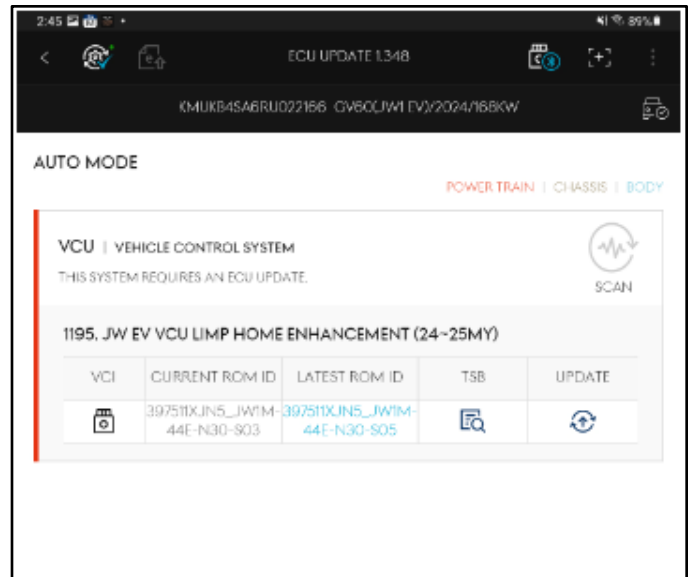 2:45
89%
ECU UPDATE 1.348
KMUKB4SA6RU022166 GV60(JW1 EV)/2024/168KW
AUTO MODE
POWER TRAIN | CHASSIS | BODY
VCU | VEHICLE CONTROL SYSTEM
THIS SYSTEM REQUIRES AN ECU UPDATE.
SCAN
1195. JW EV VCU LIMP HOME ENHANCEMENT (24~25MY)
VCI CURRENT ROM ID LATEST ROM ID TSB UPDATE
397511XJN5_JW1M- 397511XJN5_JW1M-
44E-N30-S03 44E-N30-S05